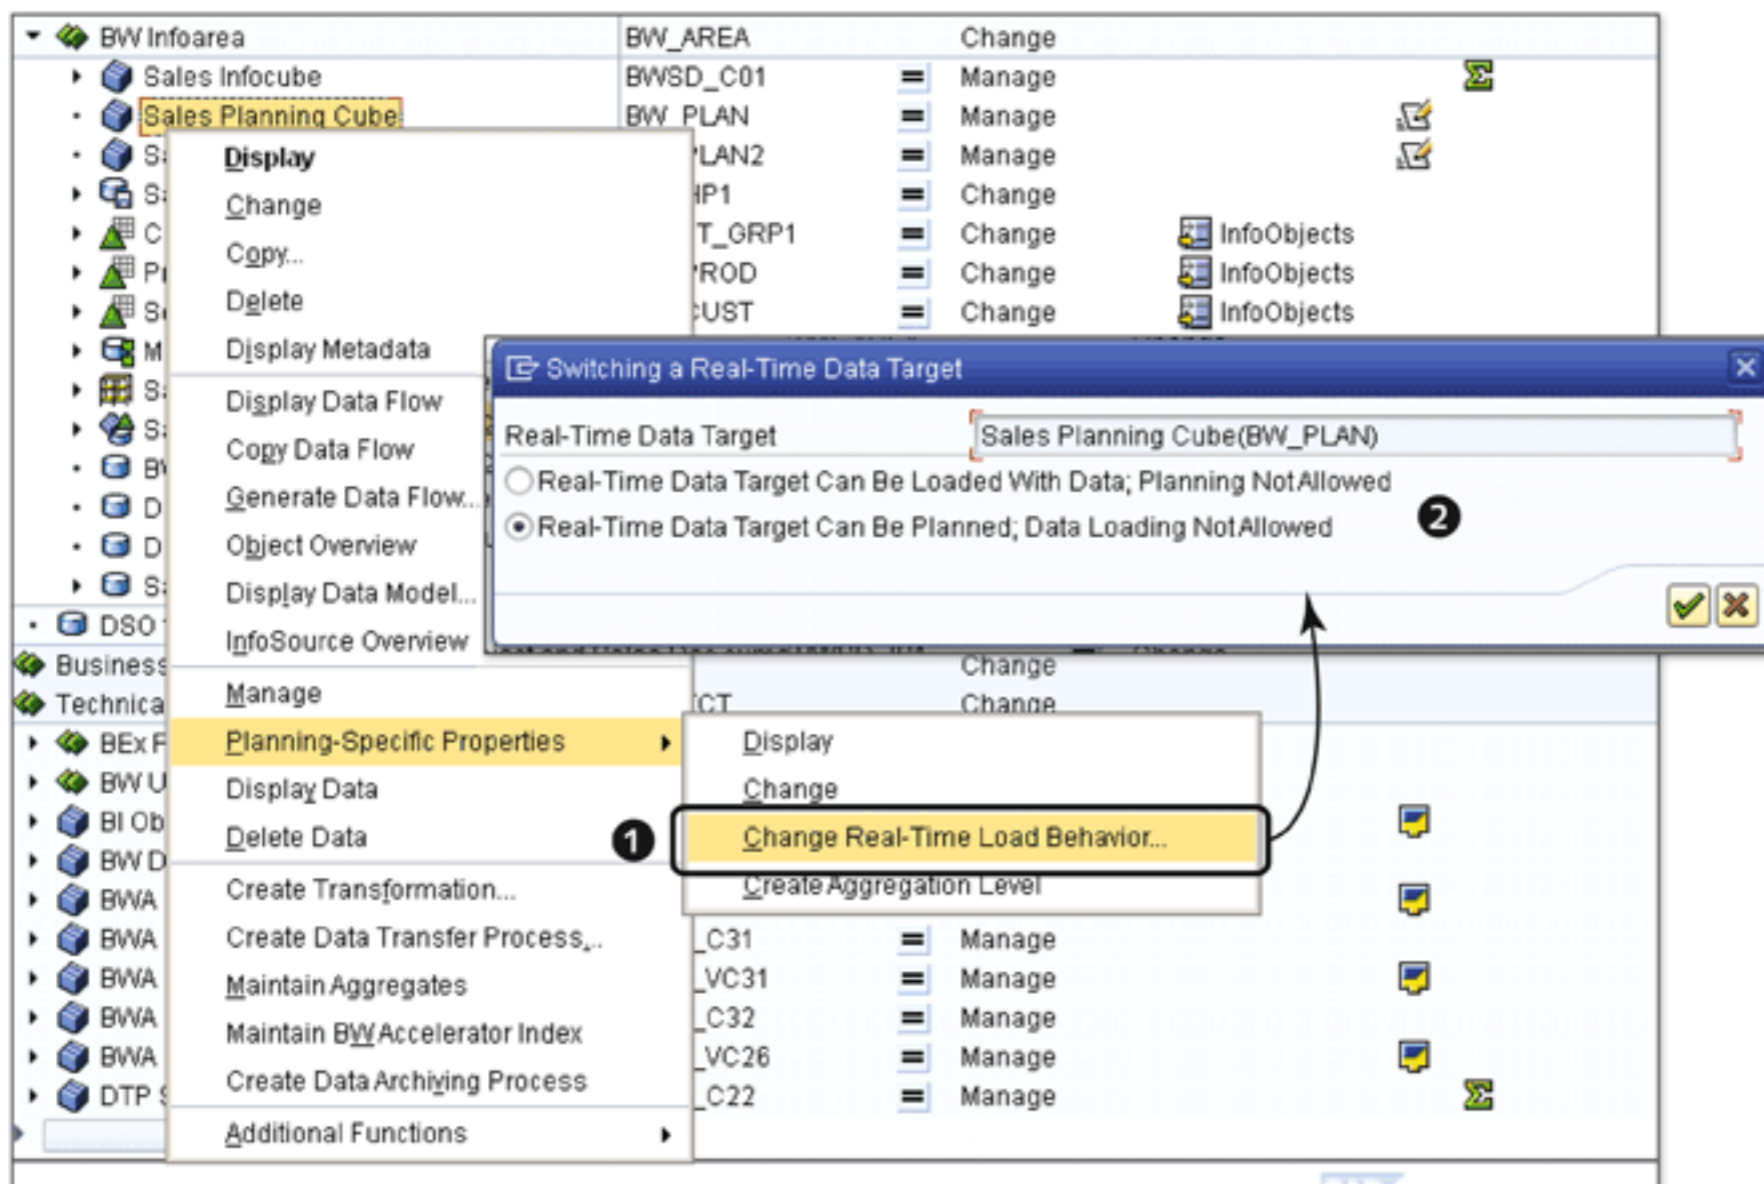 BW Infoarea BW_AREA Change
Sales Infocube BWSD_C01 Manage
Sales Planning Cube BW_PLAN Manage
Display LAN2 Manage
Change HP1 Change
C T_GRP1 Change InfoObjects
Copy...
PROD Change InfoObjects
Delete CUST Change InfoObjects
M Display Metadata
Display Data Flow
Copy Data Flow
Generate Data Flow...
Object Overview
Display Data Model...
InfoSource Overview
DSO
Switching a Real-Time Data Target
Real-Time Data Target Sales Planning Cube(BW_PLAN)
Real-Time Data Target Can Be Loaded With Data; Planning Not Allowed
Real-Time Data Target Can Be Planned; Data Loading Not Allowed
2
Business Change
Manage
Technica CT Change
BEx F Planning-Specific Properties
BW U Display Data
BI Ob Delete Data
BW D
1
Display
Change
Change Real-Time Load Behavior...
Create Aggregation Level
BWA Create Transformation...
BWA Create Data Transfer Process... _C31 Manage
BWA Maintain Aggregates _VC31 Manage
BWA Maintain BW Accelerator Index _C32 Manage
BWA Create Data Archiving Process _VC26 Manage
DTP S _C22 Manage
Additional Functions